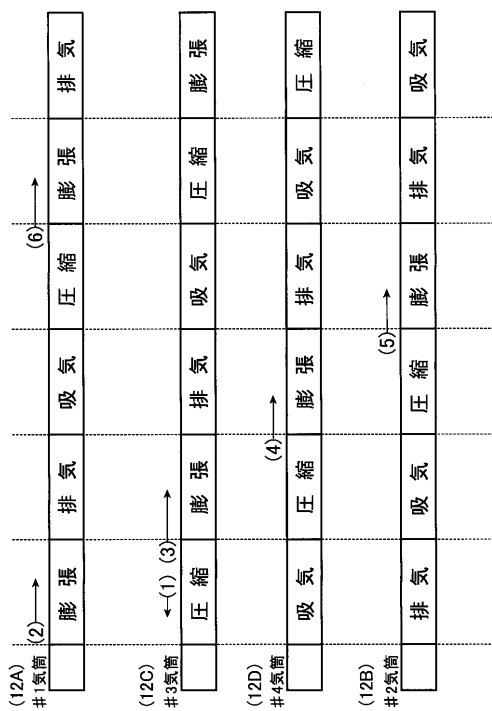 (12A)
#1気筒
(2) (6)
膨張 排気 吸気 圧縮 膨張 排気
(12C)
#3気筒
(1) (3)
圧縮 膨張 排気 吸気 圧縮 膨張
(12D)
#4気筒
(4)
吸気 圧縮 膨張 排気 吸気 圧縮
(12B)
#2気筒
(5)
排気 吸気 圧縮 膨張 排気 吸気